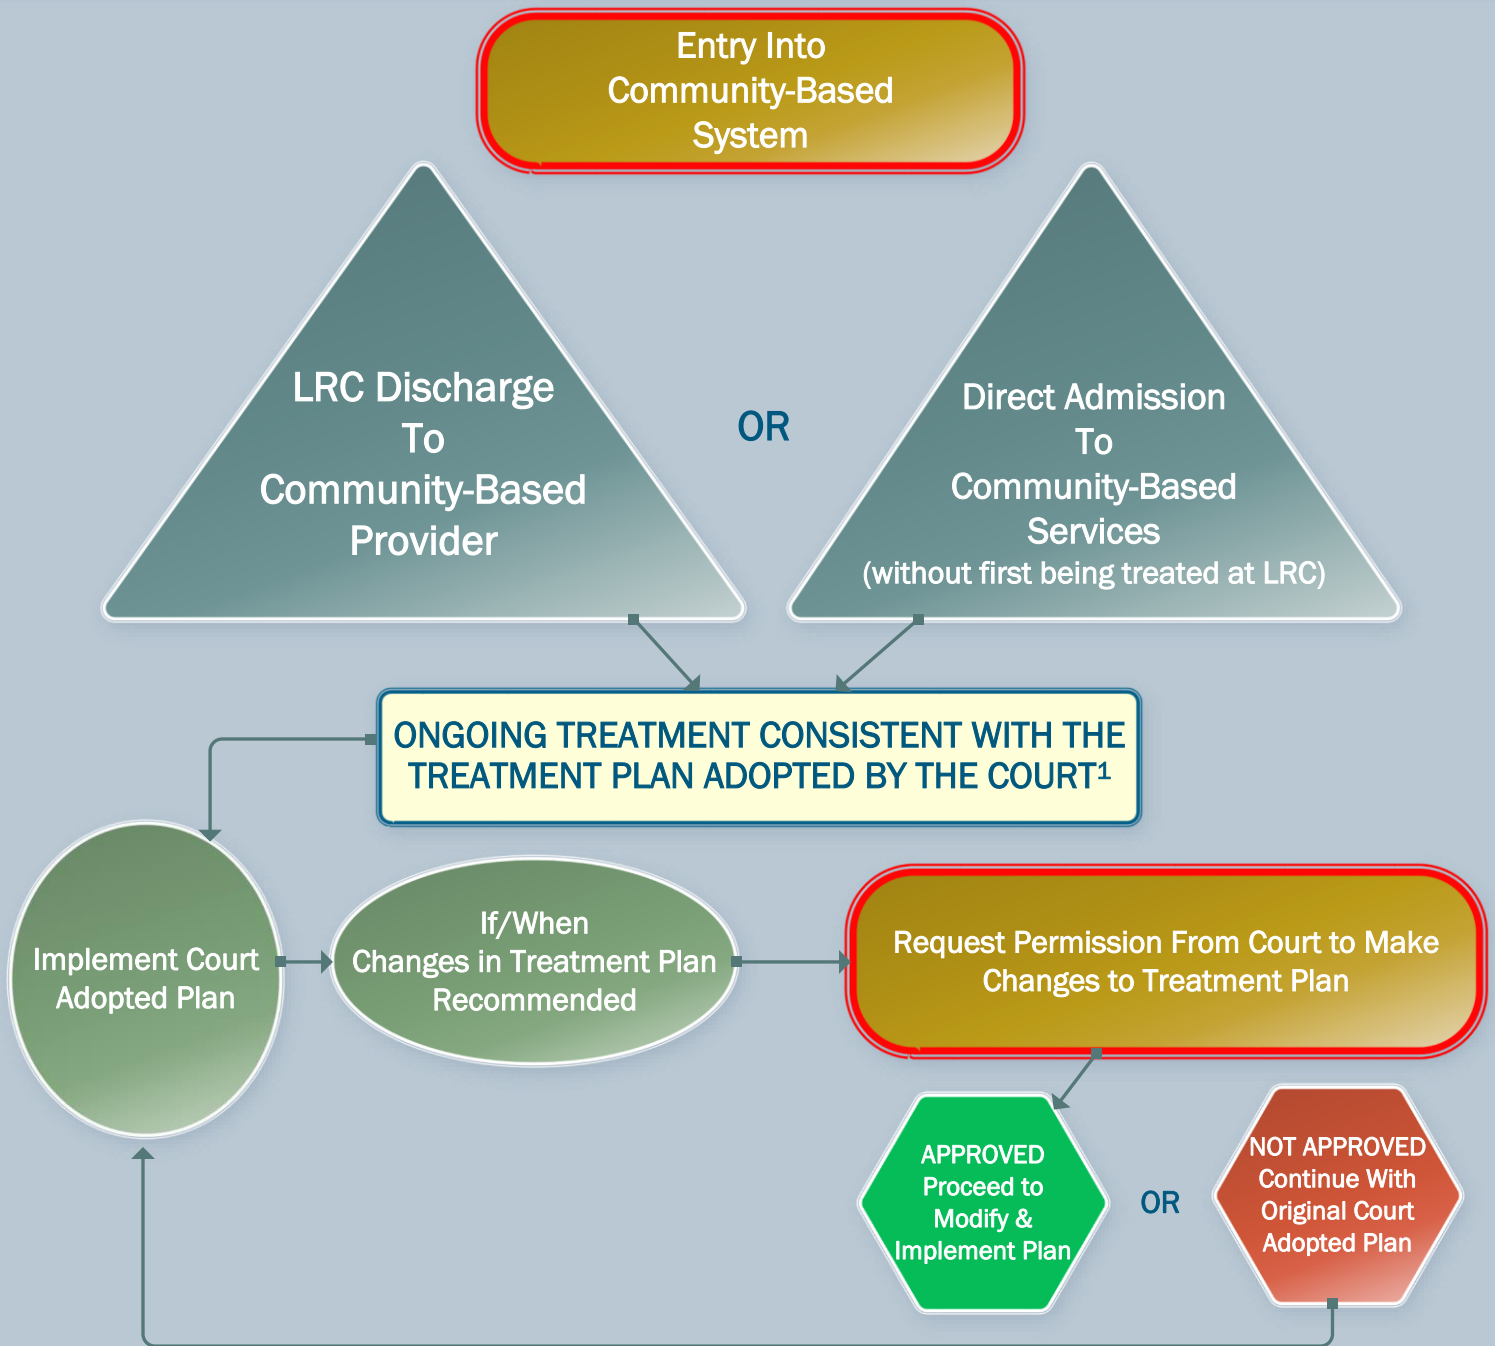 Entry Into
Community-Based
System
LRC Discharge
To
Community-Based
Provider
OR
Direct Admission
To
Community-Based
Services
(without first being treated at LRC)
ONGOING TREATMENT CONSISTENT WITH THE
TREATMENT PLAN ADOPTED BY THE COURT¹
Implement Court
Adopted Plan
If/When
Changes in Treatment Plan
Recommended
Request Permission From Court to Make
Changes to Treatment Plan
APPROVED
Proceed to
Modify &
Implement Plan
OR
NOT APPROVED
Continue With
Original Court
Adopted Plan